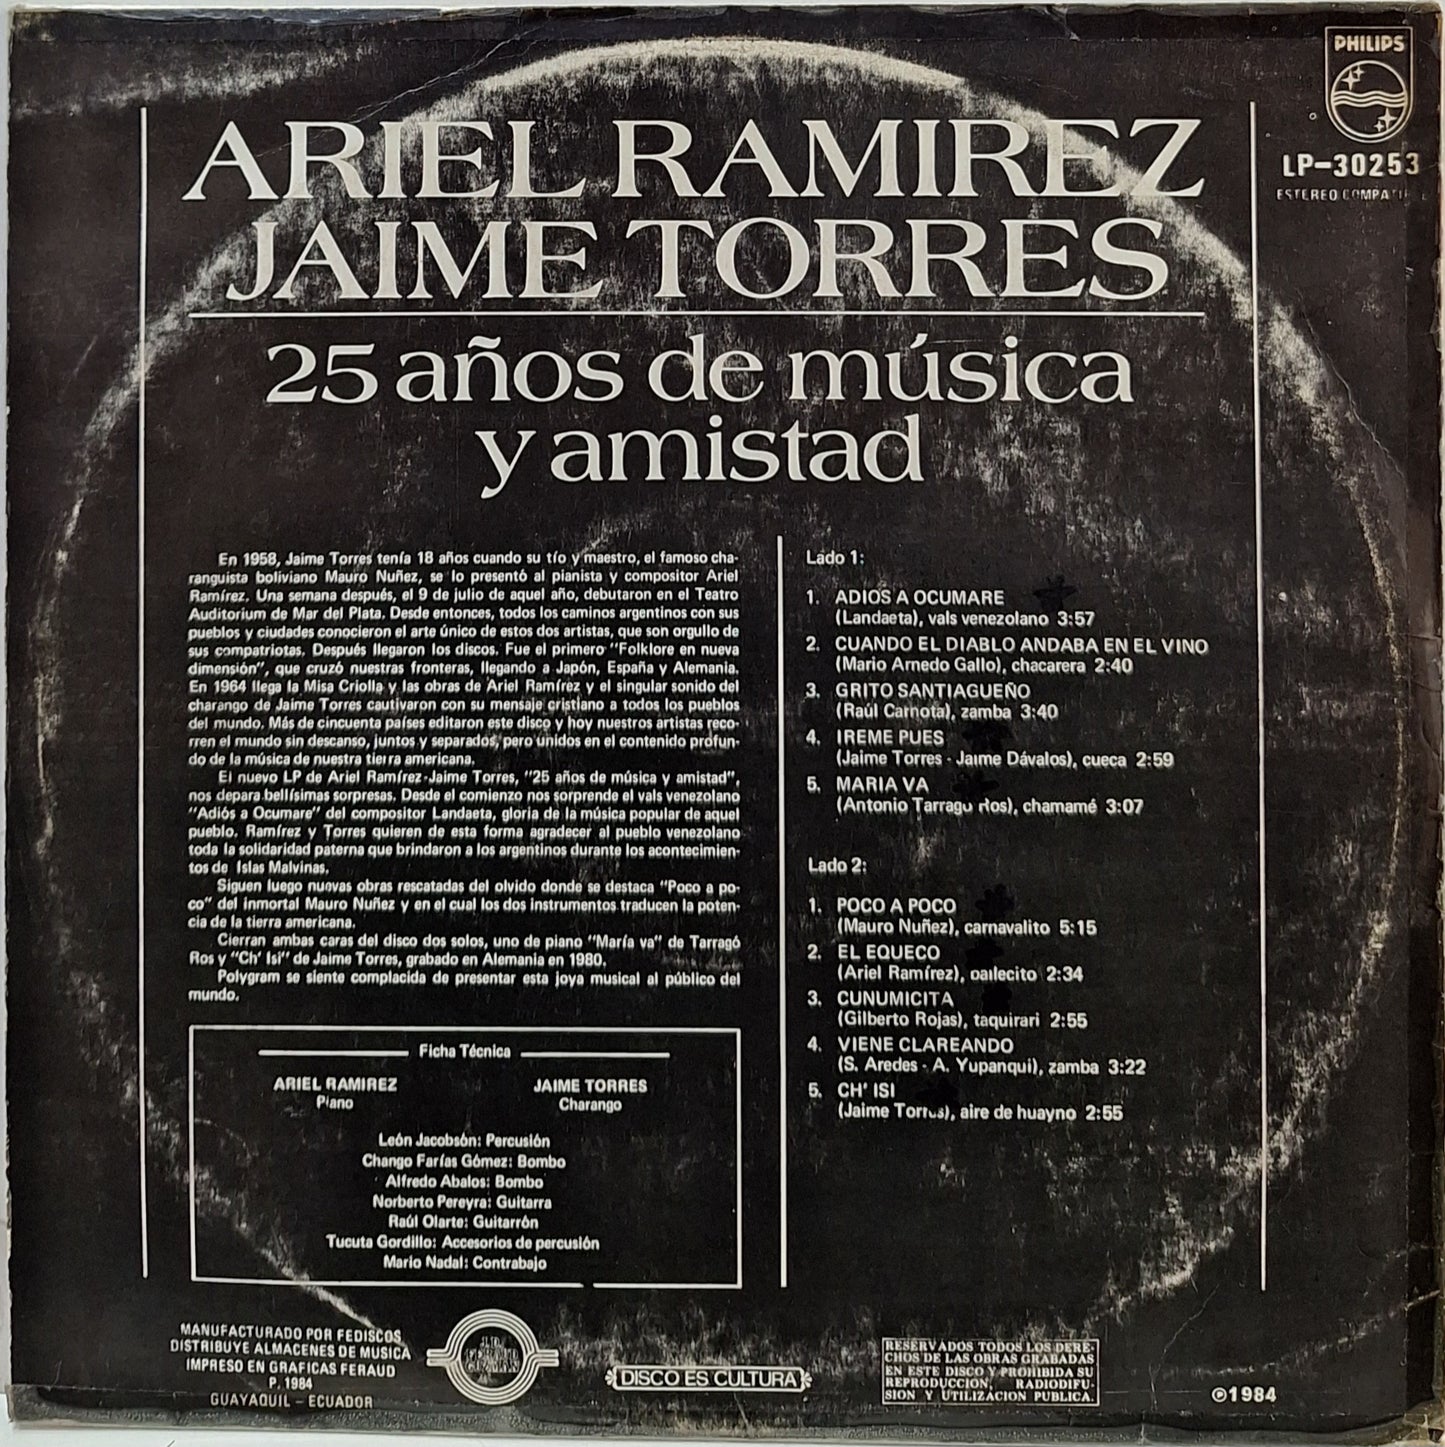 PHILIPS
LP-30253
ESTEREO
ARIEL RAMIREZ
JAIME TORRES
25 años de música
y amistad
En 1958, Jaime Torres tenía 18 años cuando su tío y maestro, el famoso cha-
ranguista boliviano Mauro Nuñez, se lo presentó al pianista y compositor Ariel
Ramírez. Una semana después, el 9 de julio de aquel año, debutaron en el Teatro
Auditorium de Mar del Plata. Desde entonces, todos los caminos argentinos con sus
pueblos y ciudades conocieron el arte único de estos dos artistas, que son orgullo de
sus compatriotas. Después llegaron los discos. Fue el primero "Folklore en nueva
dimensión", que cruzó nuestras fronteras, llegando a Japón, España y Alemania.
En 1964 llega la Misa Criolla y las obras de Ariel Ramírez y el singular sonido del
charango de Jaime Torres cautivaron con su mensaje cristiano a todos los pueblos
del mundo. Más de cincuenta países editaron este disco y hoy nuestros artistas reco-
rren el mundo sin descanso, juntos y separados, pero unidos en el contenido profun-
do de la música de nuestra tierra americana.
El nuevo LP de Ariel Ramírez-Jaime Torres, "25 años de música y amistad",
nos depara bellísimas sorpresas. Desde el comienzo nos sorprende el vals venezolano
"Adiós a Ocumare" del compositor Landaeta, gloria de la música popular de aquel
pueblo. Ramírez y Torres quieren de esta forma agradecer al pueblo venezolano
toda la solidaridad paterna que brindaron a los argentinos durante los acontecimien-
tos de Islas Malvinas.
Siguen luego nuevas obras rescatadas del olvido donde se destaca "Poco a po-
co" del inmortal Mauro Nuñez y en el cual los dos instrumentos traducen la poten-
cia de la tierra americana.
Cierran ambas caras del disco dos solos, uno de piano "María va" de Tarragó
Ros y "Ch' Isi" de Jaime Torres, grabado en Alemania en 1980.
Polygram se siente complacida de presentar esta joya musical al público del
mundo.
Ficha Técnica
ARIEL RAMIREZ JAIME TORRES
Piano Charango
León Jacobsón: Percusión
Chango Farías Gómez: Bombo
Alfredo Abalos: Bombo
Norberto Pereyra: Guitarra
Raúl Olarte: Guitarrón
Tucuta Gordillo: Accesorios de percusión
Mario Nadal: Contrabajo
Lado 1:
1. ADIOS A OCUMARE
(Landaeta), vals venezolano 3:57
2. CUANDO EL DIABLO ANDABA EN EL VINO
(Mario Arnedo Gallo), chacarera 2:40
3. GRITO SANTIAGUEÑO
(Raúl Carnota), zamba 3:40
4. IREME PUES
(Jaime Torres - Jaime Dávalos), cueca 2:59
5. MARIA VA
(Antonio Tarragu Ros), chamamé 3:07
Lado 2:
1. POCO A POCO
(Mauro Nuñez), carnavalito 5:15
2. EL EQUECO
(Ariel Ramírez), bailecito 2:34
3. CUNUMICITA
(Gilberto Rojas), taquirari 2:55
4. VIENE CLAREANDO
(S. Aredes - A. Yupanqui), zamba 3:22
5. CH' ISI
(Jaime Torres), aire de huayno 2:55
MANUFACTURADO POR FEDISCOS
DISTRIBUYE ALMACENES DE MUSICA
IMPRESO EN GRAFICAS FERAUD
P. 1984
GUAYAQUIL - ECUADOR
DISCO ES CULTURA
RESERVADOS TODOS LOS DERE-
CHOS DE LAS OBRAS GRABADAS
EN ESTE DISCO Y PROHIBIDA SU
REPRODUCCION, RADIODIFU-
SION Y UTILIZACION PUBLICA.
℗1984